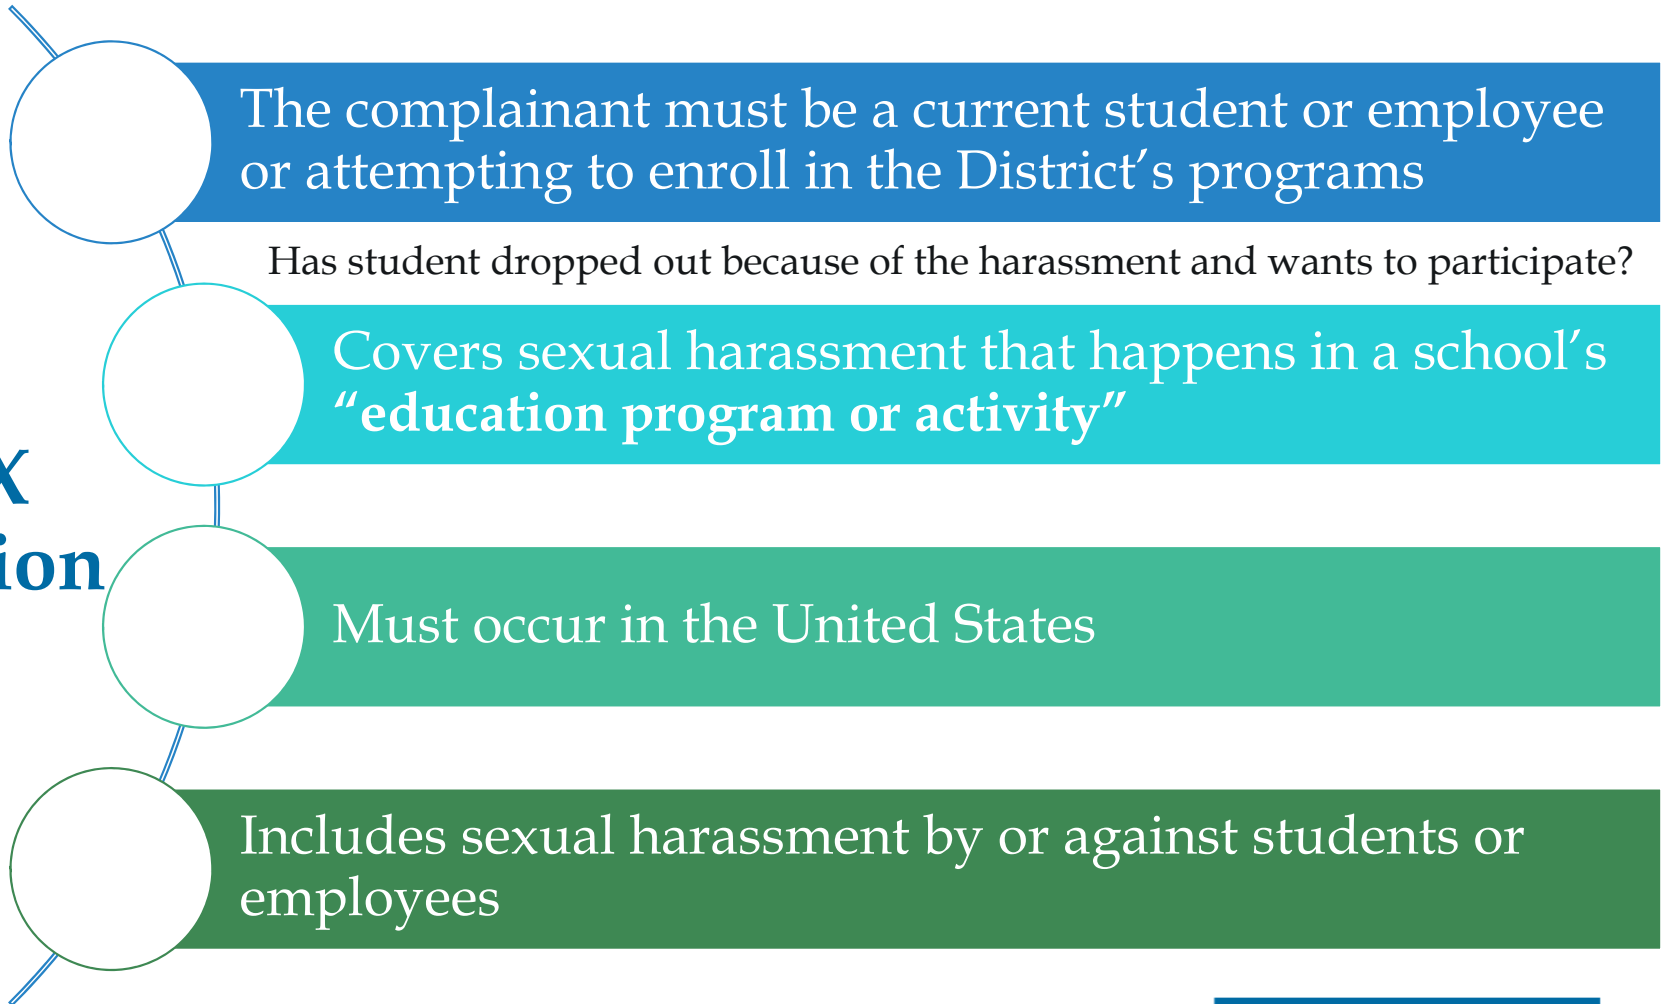 The complainant must be a current student or employee
or attempting to enroll in the District’s programs
Has student dropped out because of the harassment and wants to participate?
Covers sexual harassment that happens in a school’s
“education program or activity”
X
ion
Must occur in the United States
Includes sexual harassment by or against students or
employees